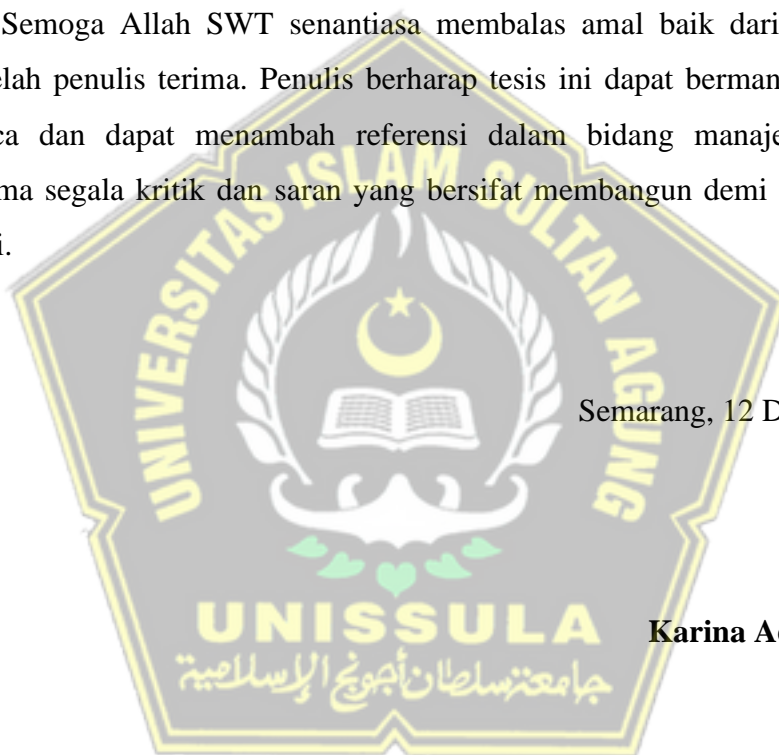 Semoga Allah SWT senantiasa membalas amal baik dari
elah penulis terima. Penulis berharap tesis ini dapat berman
ca dan dapat menambah referensi dalam bidang manaje
ma segala kritik dan saran yang bersifat membangun demi
i.
UNIVERSITAS ISLAM SULTAN AGUNG
Semarang, 12 D
UNISSULA
Karina Ad
جامعتنسلطان أجونج الإسلامية